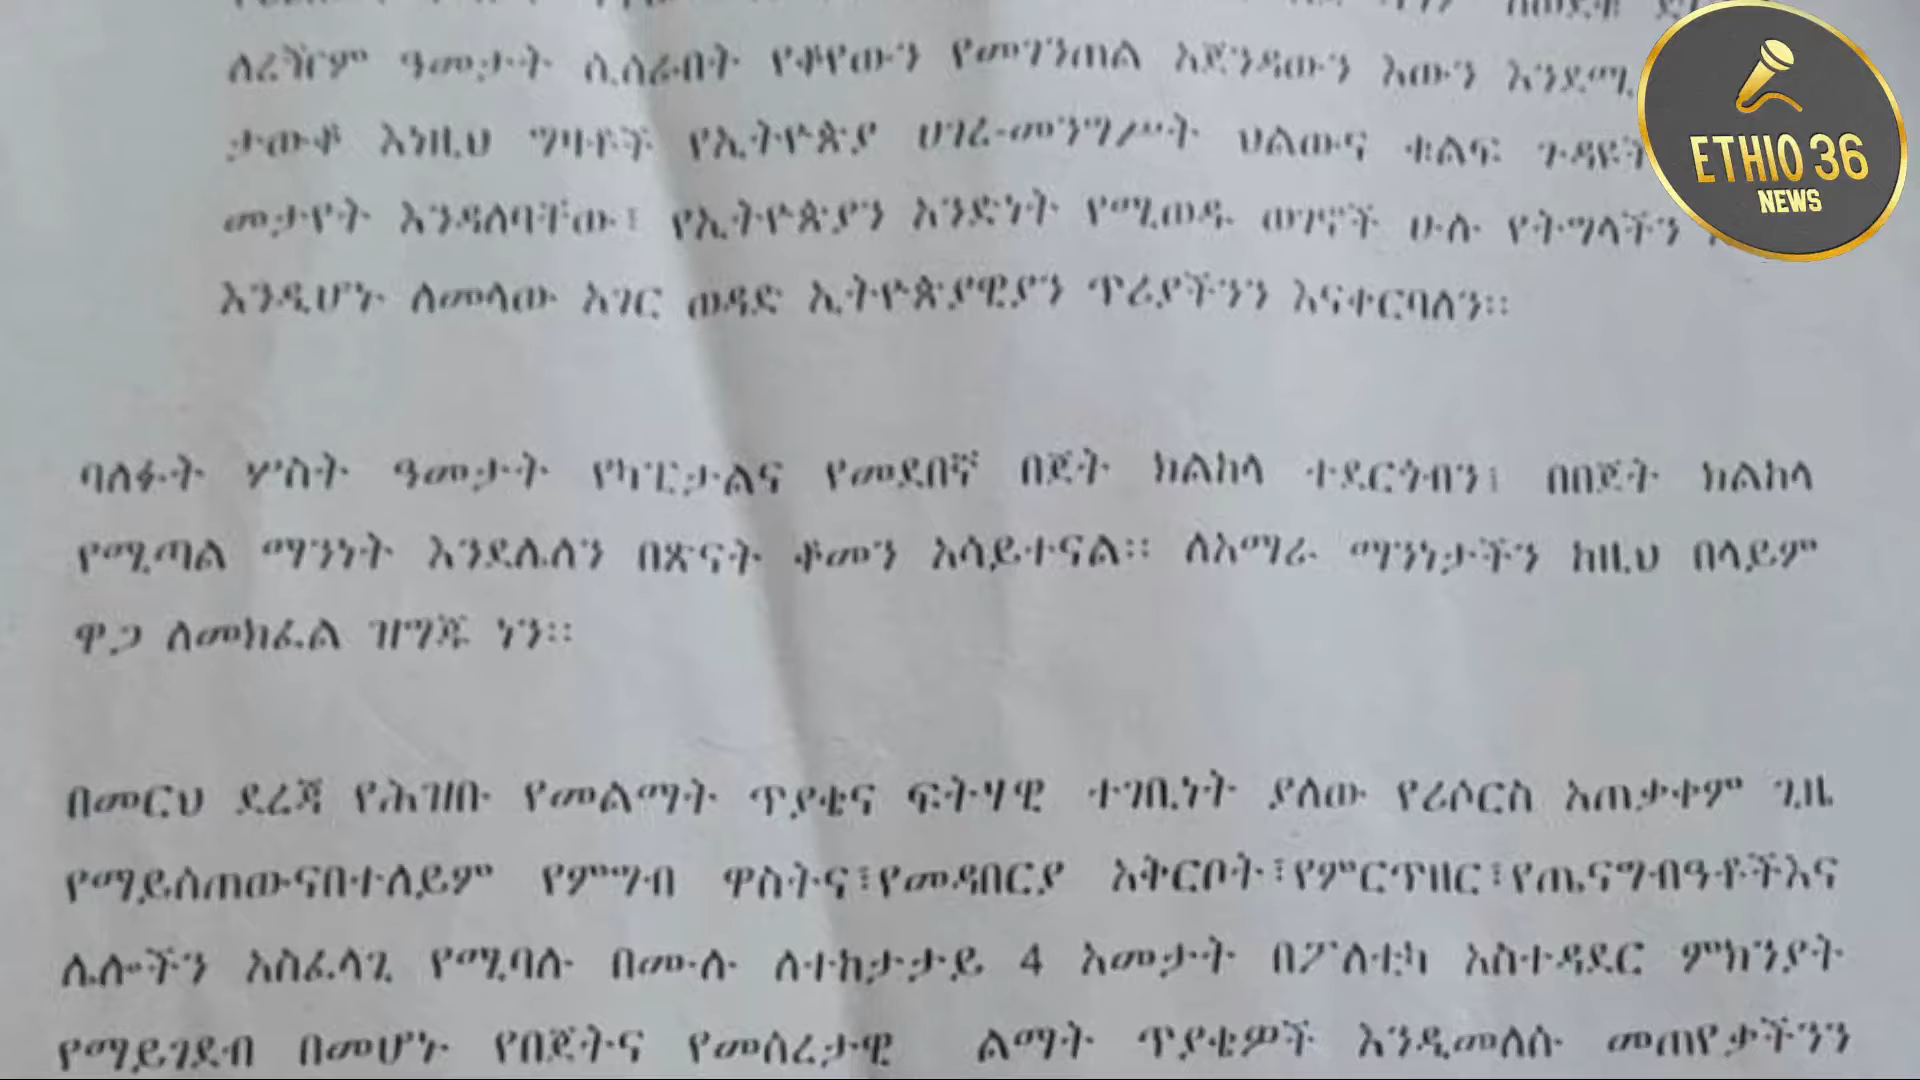 ለረዥም ዓመታት ሲሰራበት የቆየውን የመገንጠል አጀንዳውን አውን እንደሚ
ታውቆ እነዚህ ግዛቶች የኢትዮጵያ ሀገረ-መንግሥት ህልውና ቁልፍ ጉዳዮች
መታየት እንዳለባቸው፤ የኢትዮጵያን አንድነት የሚወዱ ወገኖች ሁሉ የትግላችን
እንዲሆኑ ለመላው አገር ወዳድ ኢትዮጵያዊያን ጥሪያችንን እናቀርባለን።
ባለፉት ሦስት ዓመታት የካፒታልና የመደበኛ በጀት ክልከላ ተደርጎብን፤ በበጀት ክልከላ
የሚጣል ማንነት እንደሌለን በጽናት ቆመን አሳይተናል። ለአማራ ማንነታችን ከዚህ በላይም
ዋጋ ለመክፈል ዝግጁ ነን።
በመርህ ደረጃ የሕዝቡ የመልማት ጥያቄና ፍትሃዊ ተገቢነት ያለው የሪሶርስ አጠቃቀም ጊዜ
የማይሰጠውናበተለይም የምግብ ዋስትና፤የመዳበርያ አቅርቦት፤የምርጥዘር፤የጤናግብዓቶችእና
ሌሎችን አስፈላጊ የሚባሉ በመሉ ለተከታታይ 4 አመታት በፖለቲካ አስተዳደር ምክንያት
የማይገደብ በመሆኑ የበጀትና የመሰረታዊ ልማት ጥያቄዎች እንዲመለሱ መጠየቃችንን
ETHIO 36
NEWS